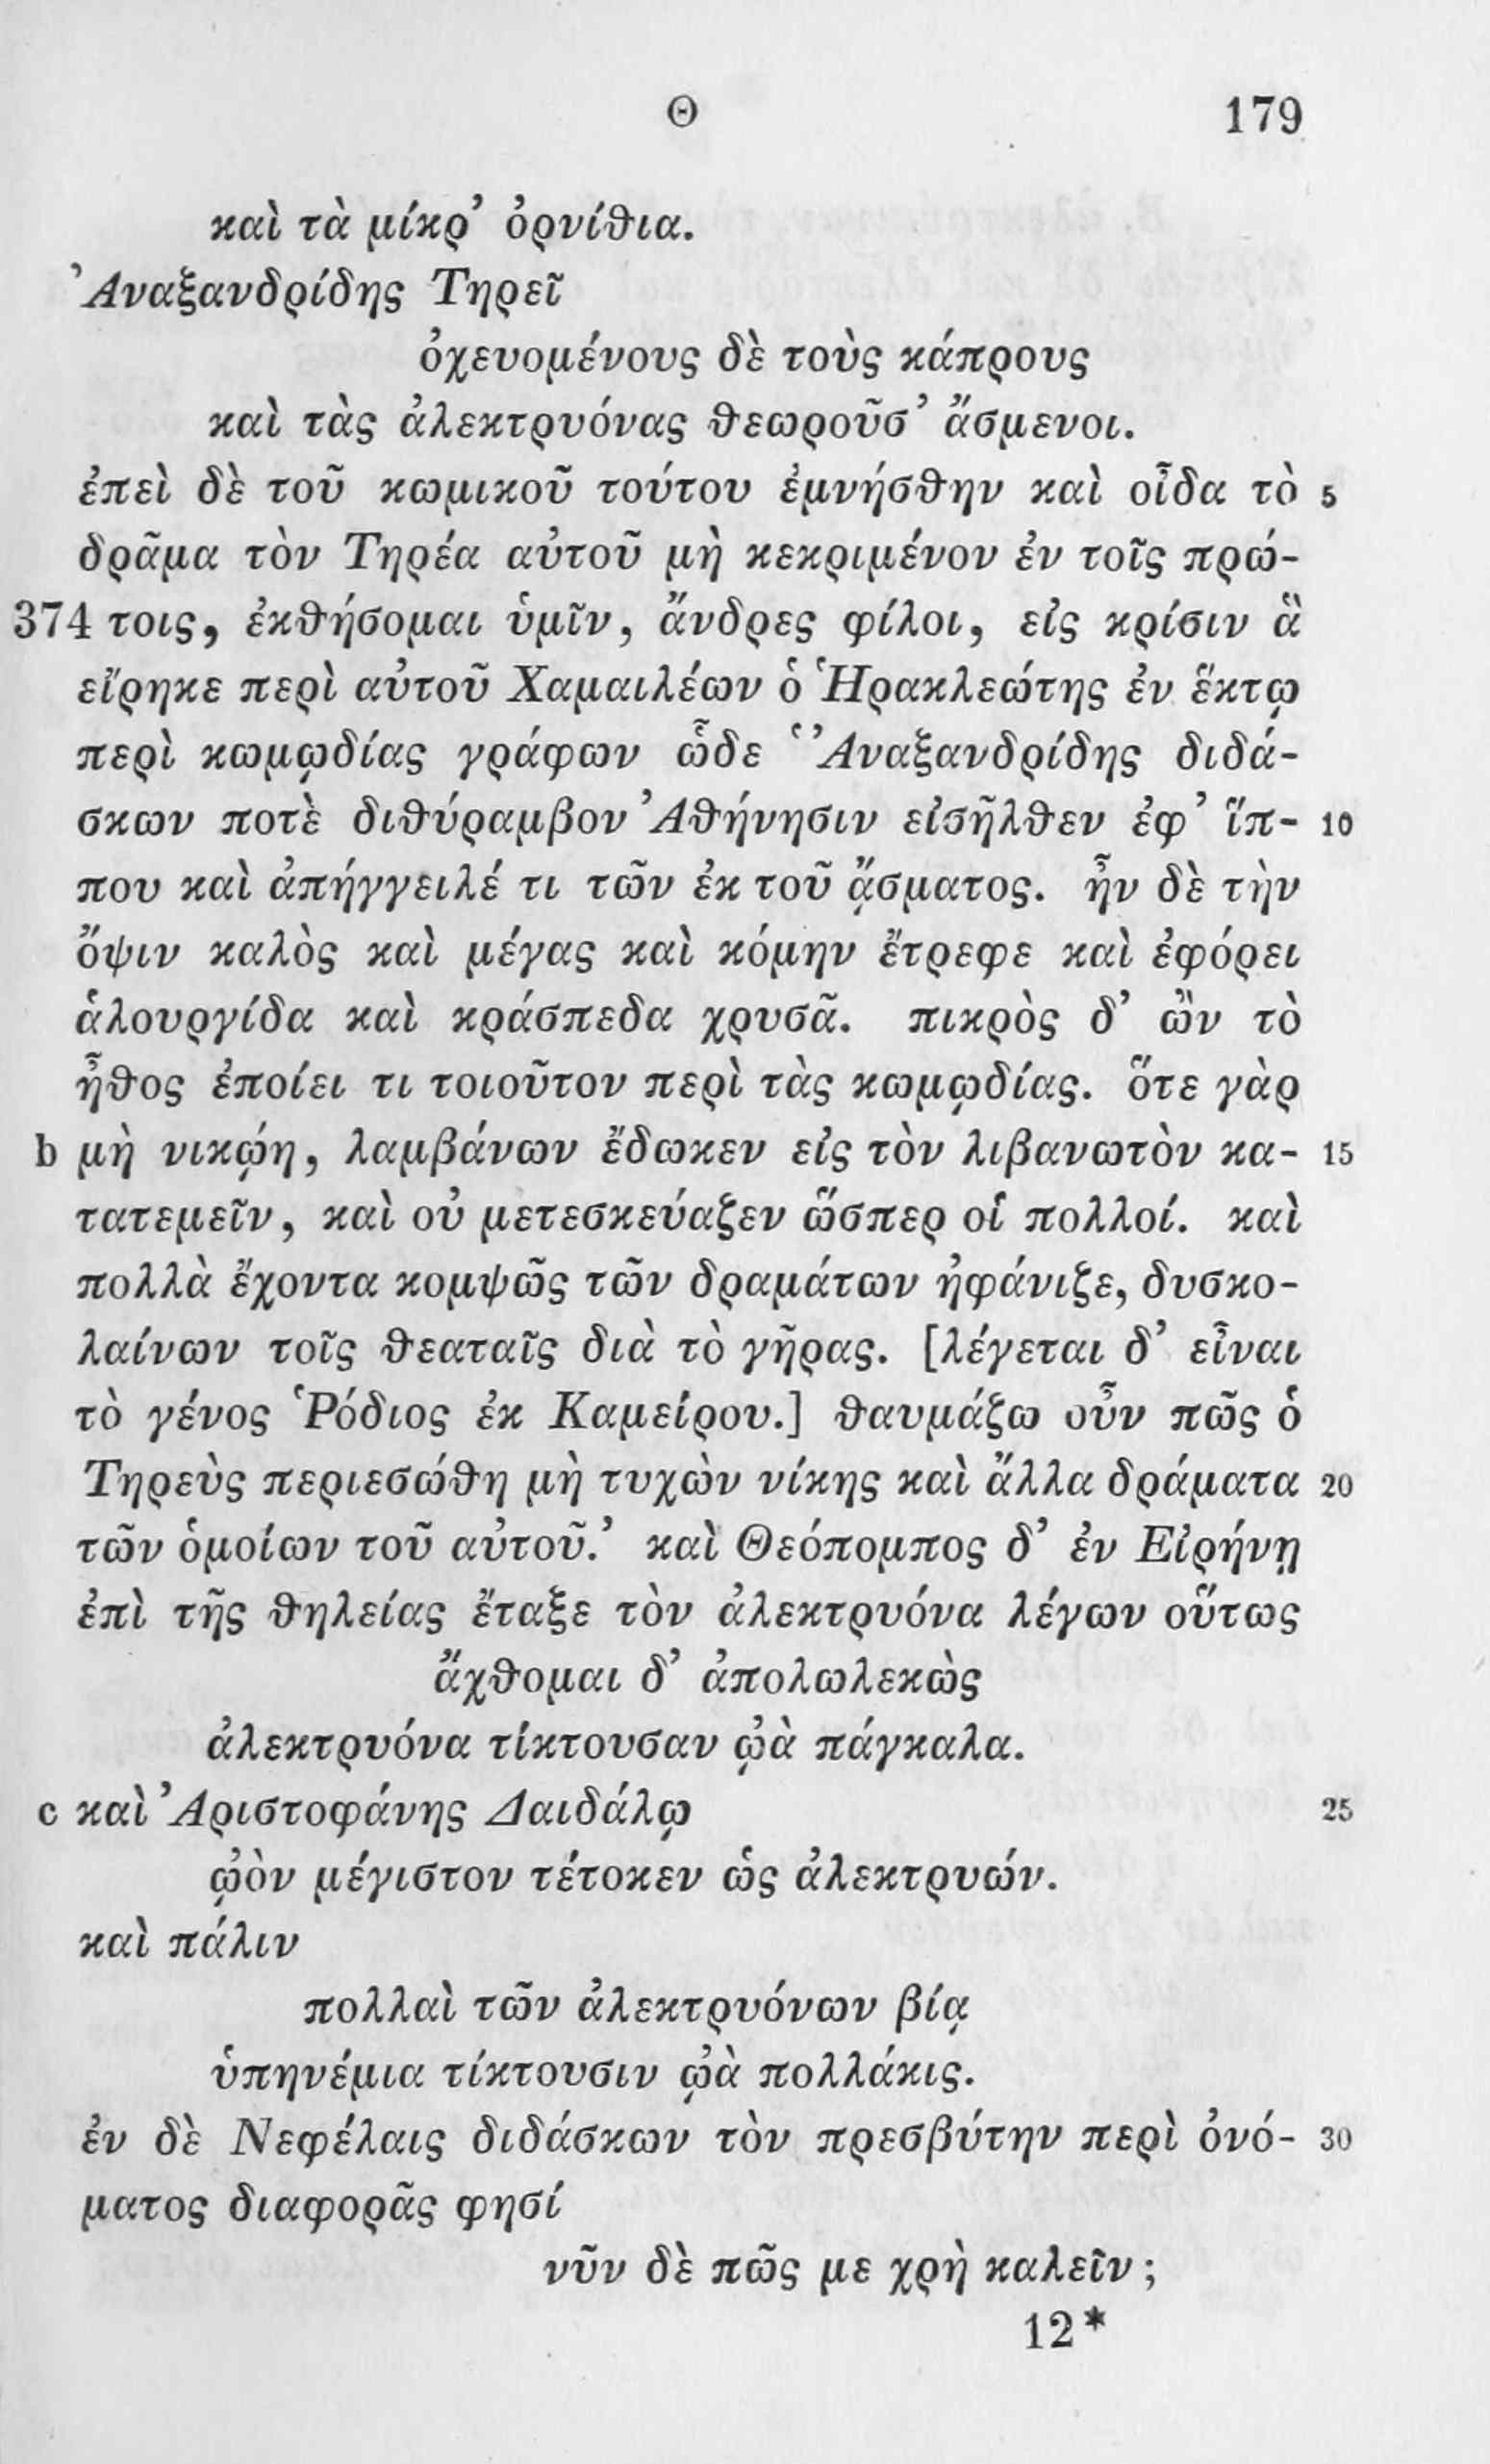 Θ 179
καὶ τὰ μίκρ’ ὀρνίθια.
Ἀναξανδρίδης Τηρεῖ
ὀχευομένους δὲ τοὺς κάπρους
καὶ τὰς ἀλεκτρυόνας θεωροῦσ’ ἄσμενοι.
ἐπεὶ δὲ τοῦ κωμικοῦ τούτου ἐμνήσθην καὶ οἶδα τὸ 5
δρᾶμα τὸν Τηρέα αὐτοῦ μὴ κεκριμένον ἐν τοῖς πρώ-
374 τοις, ἐκθήσομαι ὑμῖν, ἄνδρες φίλοι, εἰς κρίσιν ἃ
εἴρηκε περὶ αὐτοῦ Χαμαιλέων ὁ Ἡρακλεώτης ἐν ἕκτῳ
περὶ κωμῳδίας γράφων ὧδε ‘Ἀναξανδρίδης διδά-
σκων ποτὲ διθύραμβον Ἀθήνησιν εἰσῆλθεν ἐφ’ ἵπ- 10
που καὶ ἀπήγγειλέ τι τῶν ἐκ τοῦ ᾄσματος. ἦν δὲ τὴν
ὄψιν καλὸς καὶ μέγας καὶ κόμην ἔτρεφε καὶ ἐφόρει
ἁλουργίδα καὶ κράσπεδα χρυσᾶ. πικρὸς δ’ ὢν τὸ
ἦθος ἐποίει τι τοιοῦτον περὶ τὰς κωμῳδίας. ὅτε γὰρ
b μὴ νικῴη, λαμβάνων ἔδωκεν εἰς τὸν λιβανωτὸν κα- 15
τατεμεῖν, καὶ οὐ μετεσκεύαζεν ὥσπερ οἱ πολλοί. καὶ
πολλὰ ἔχοντα κομψῶς τῶν δραμάτων ἠφάνιζε, δυσκο-
λαίνων τοῖς θεαταῖς διὰ τὸ γῆρας. [λέγεται δ’ εἶναι
τὸ γένος Ῥόδιος ἐκ Καμείρου.] θαυμάζω οὖν πῶς ὁ
Τηρεὺς περιεσώθη μὴ τυχὼν νίκης καὶ ἄλλα δράματα 20
τῶν ὁμοίων τοῦ αὐτοῦ.’ καὶ Θεόπομπος δ’ ἐν Εἰρήνῃ
ἐπὶ τῆς θηλείας ἔταξε τὸν ἀλεκτρυόνα λέγων οὕτως
ἄχθομαι δ’ ἀπολωλεκὼς
ἀλεκτρυόνα τίκτουσαν ᾠὰ πάγκαλα.
c καὶ Ἀριστοφάνης Δαιδάλῳ 25
ᾠὸν μέγιστον τέτοκεν ὡς ἀλεκτρυών.
καὶ πάλιν
πολλαὶ τῶν ἀλεκτρυόνων βίᾳ
ὑπηνέμια τίκτουσιν ᾠὰ πολλάκις.
ἐν δὲ Νεφέλαις διδάσκων τὸν πρεσβύτην περὶ ὀνό- 30
ματος διαφορᾶς φησί
νῦν δὲ πῶς με χρὴ καλεῖν;
12*